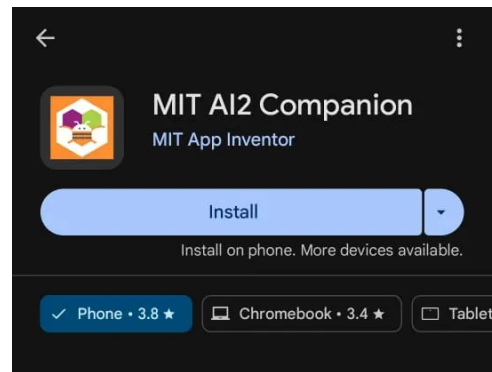 MIT AI2 Companion
MIT App Inventor
Install
Install on phone. More devices available.
Phone • 3.8 ★ Chromebook • 3.4 ★ Tablet